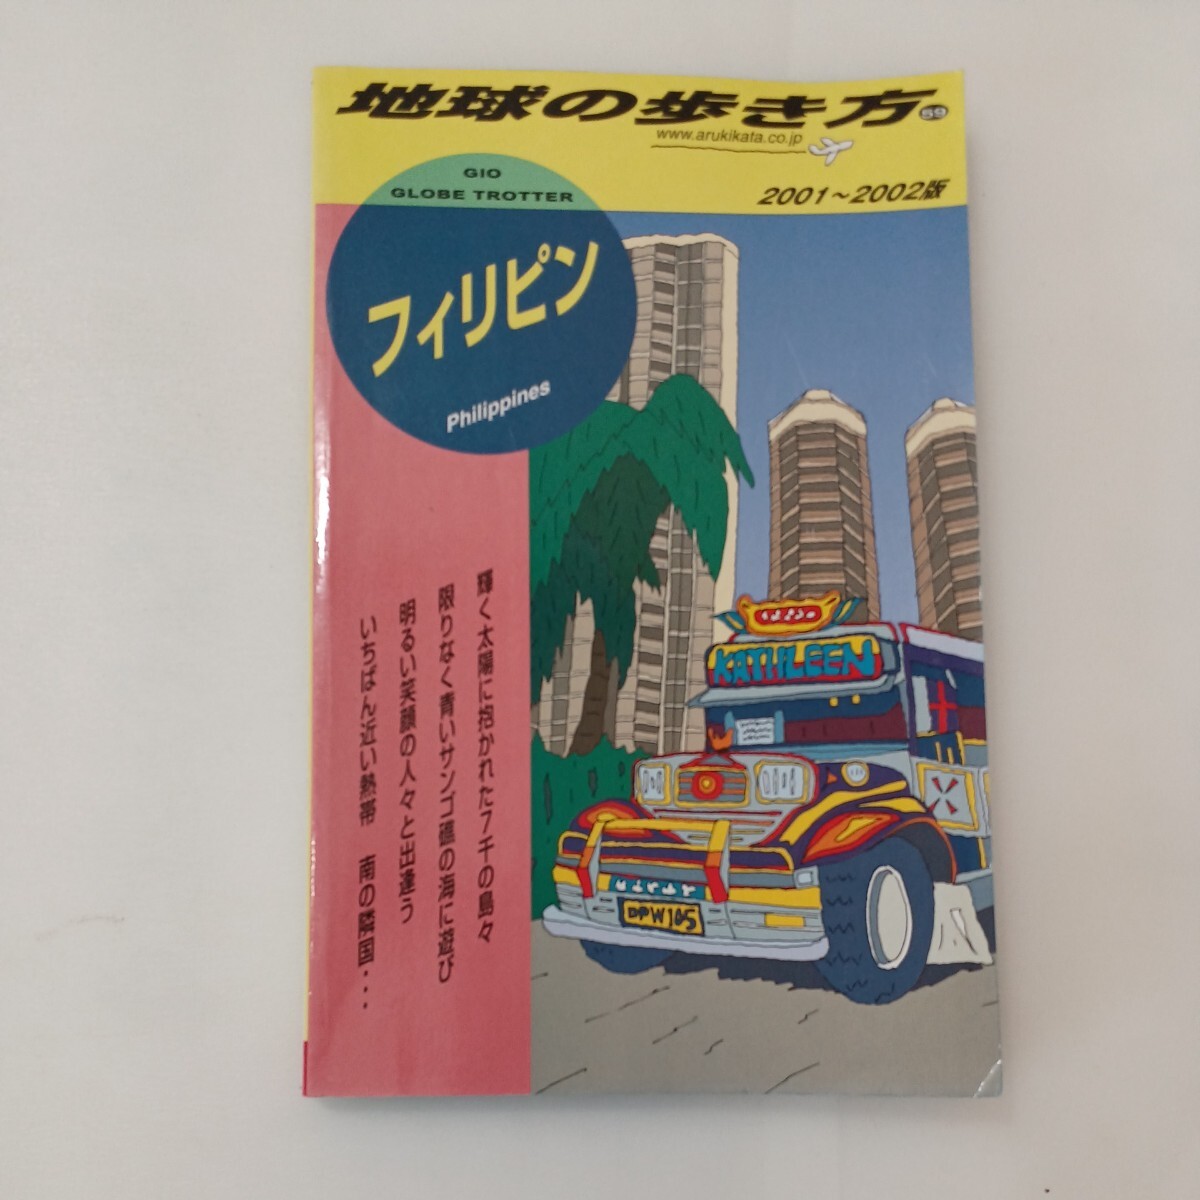 地球の歩き方 59
www.arukikata.co.jp
GIO
GLOBE TROTTER
2001～2002版
フィリピン
Philippines
輝く太陽に抱かれた7千の島々
限りなく青いサンゴ礁の海に遊び
明るい笑顔の人々と出逢う
いちばん近い熱帯 南の隣国・・・
KATHLEEN
DPW 165